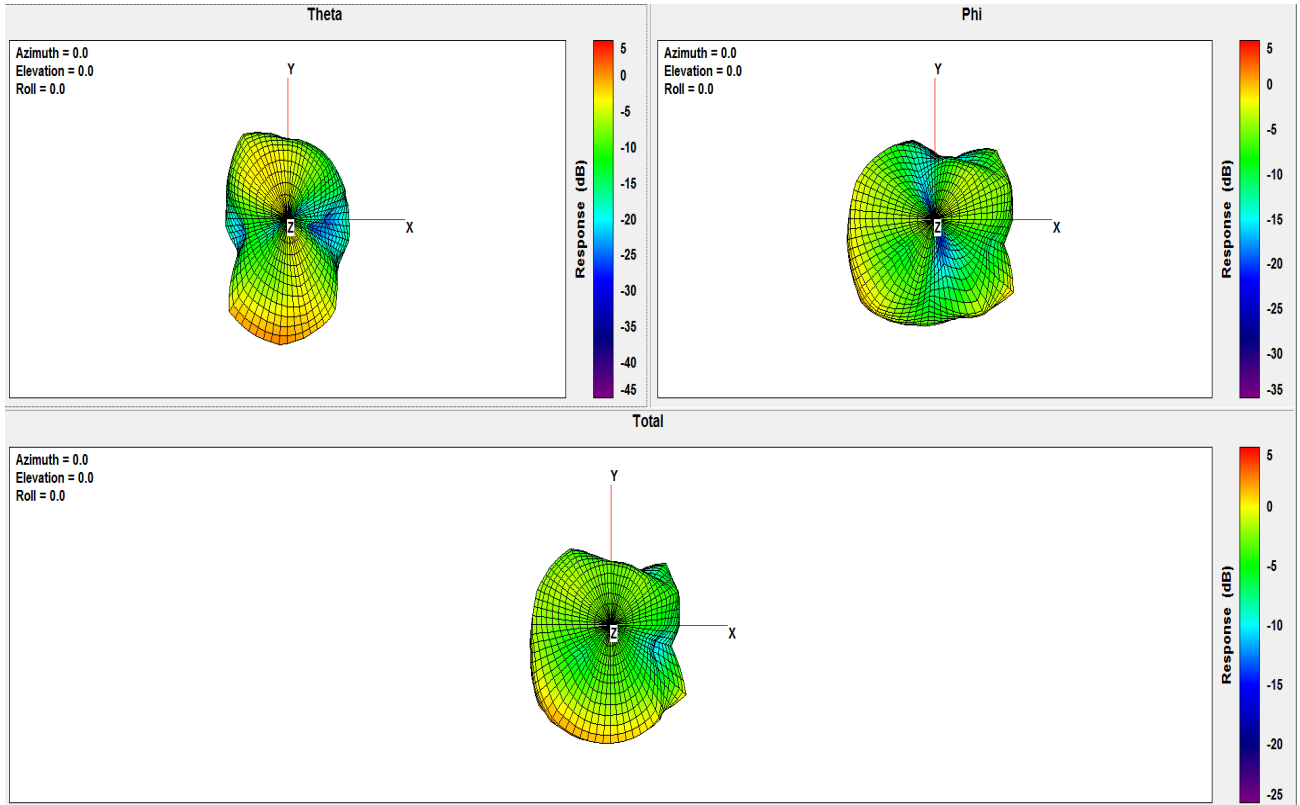 Theta
Azimuth = 0.0
Elevation = 0.0
Roll = 0.0
Y
X
Z
5
0
-5
-10
-15
-20
-25
-30
-35
-40
-45
Response (dB)
Phi
Azimuth = 0.0
Elevation = 0.0
Roll = 0.0
Y
X
Z
5
0
-5
-10
-15
-20
-25
-30
-35
Response (dB)
Total
Azimuth = 0.0
Elevation = 0.0
Roll = 0.0
Y
X
Z
5
0
-5
-10
-15
-20
-25
Response (dB)